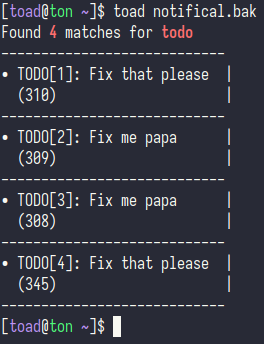 [toad@ton ~]$ toad notifical.bak
Found 4 matches for todo
----------------------------
• TODO[1]: Fix that please |
(310) |
----------------------------
• TODO[2]: Fix me papa |
(309) |
----------------------------
• TODO[3]: Fix me papa |
(308) |
----------------------------
• TODO[4]: Fix that please |
(345) |
----------------------------
[toad@ton ~]$